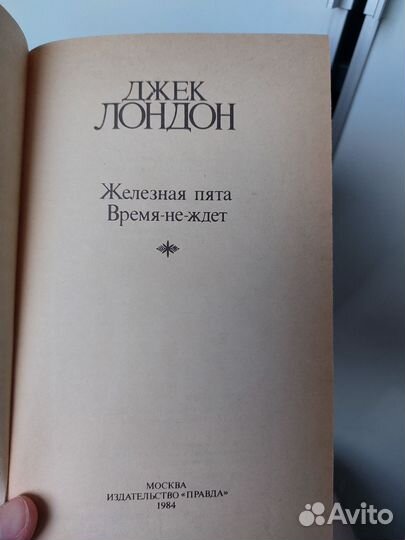 ДЖЕК
ЛОНДОН
Железная пята
Время-не-ждет
МОСКВА
ИЗДАТЕЛЬСТВО «ПРАВДА»
1984
Avito